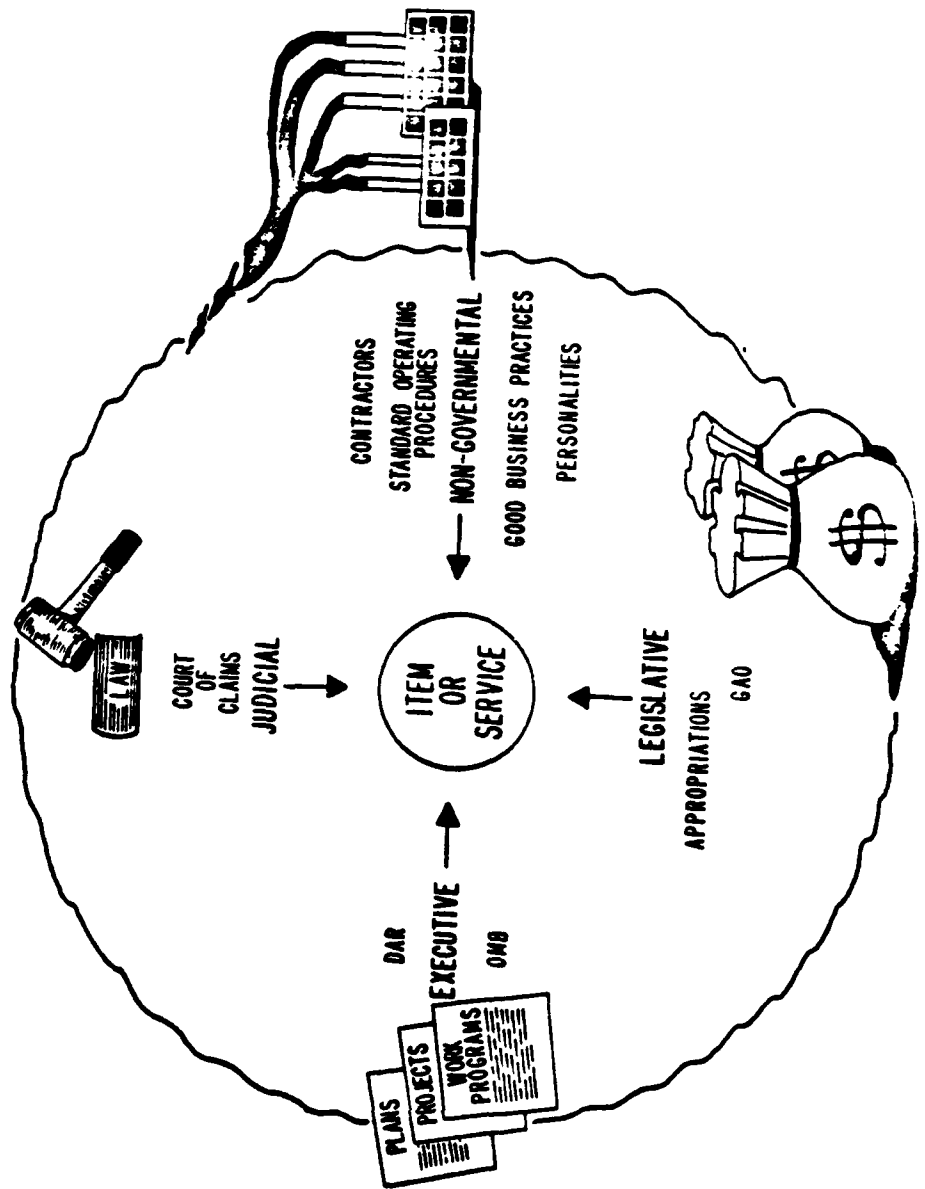 LAW
COURT
OF
CLAIMS
JUDICIAL
PLANS
PROJECTS
WORK
PROGRAMS
DAR
EXECUTIVE
OMB
ITEM
OR
SERVICE
CONTRACTORS
STANDARD OPERATING
PROCEDURES
NON-GOVERNMENTAL
GOOD BUSINESS PRACTICES
PERSONALITIES
LEGISLATIVE
APPROPRIATIONS
GAO
$
$